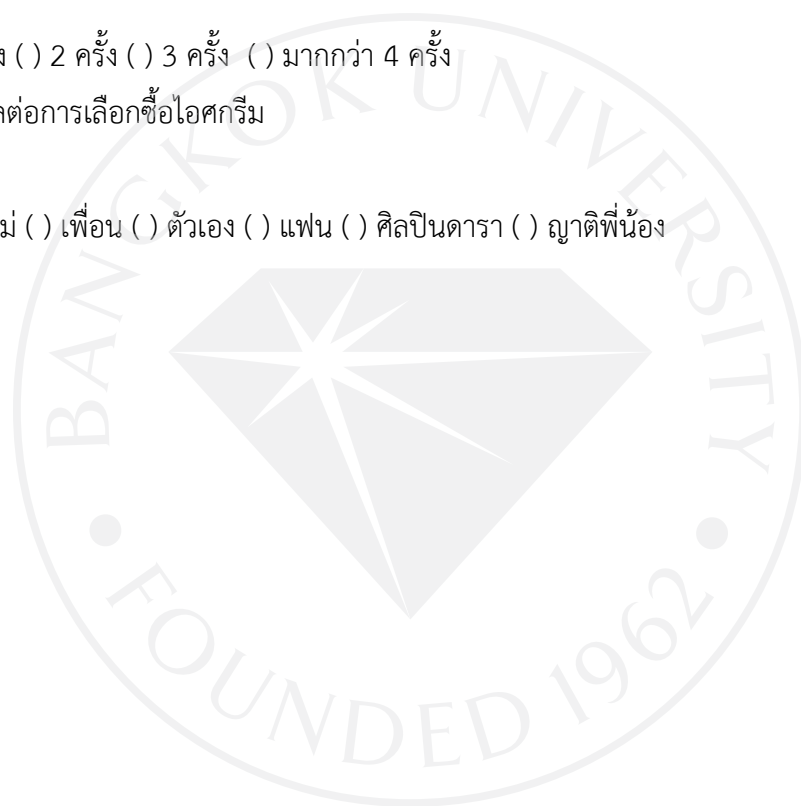 ง ( ) 2 ครั้ง ( ) 3 ครั้ง ( ) มากกว่า 4 ครั้ง
ลต่อการเลือกซื้อไอศกรีม
ม่ ( ) เพื่อน ( ) ตัวเอง ( ) แฟน ( ) ศิลปินดารา ( ) ญาติพี่น้อง
BANGKOK UNIVERSITY
FOUNDED 1962